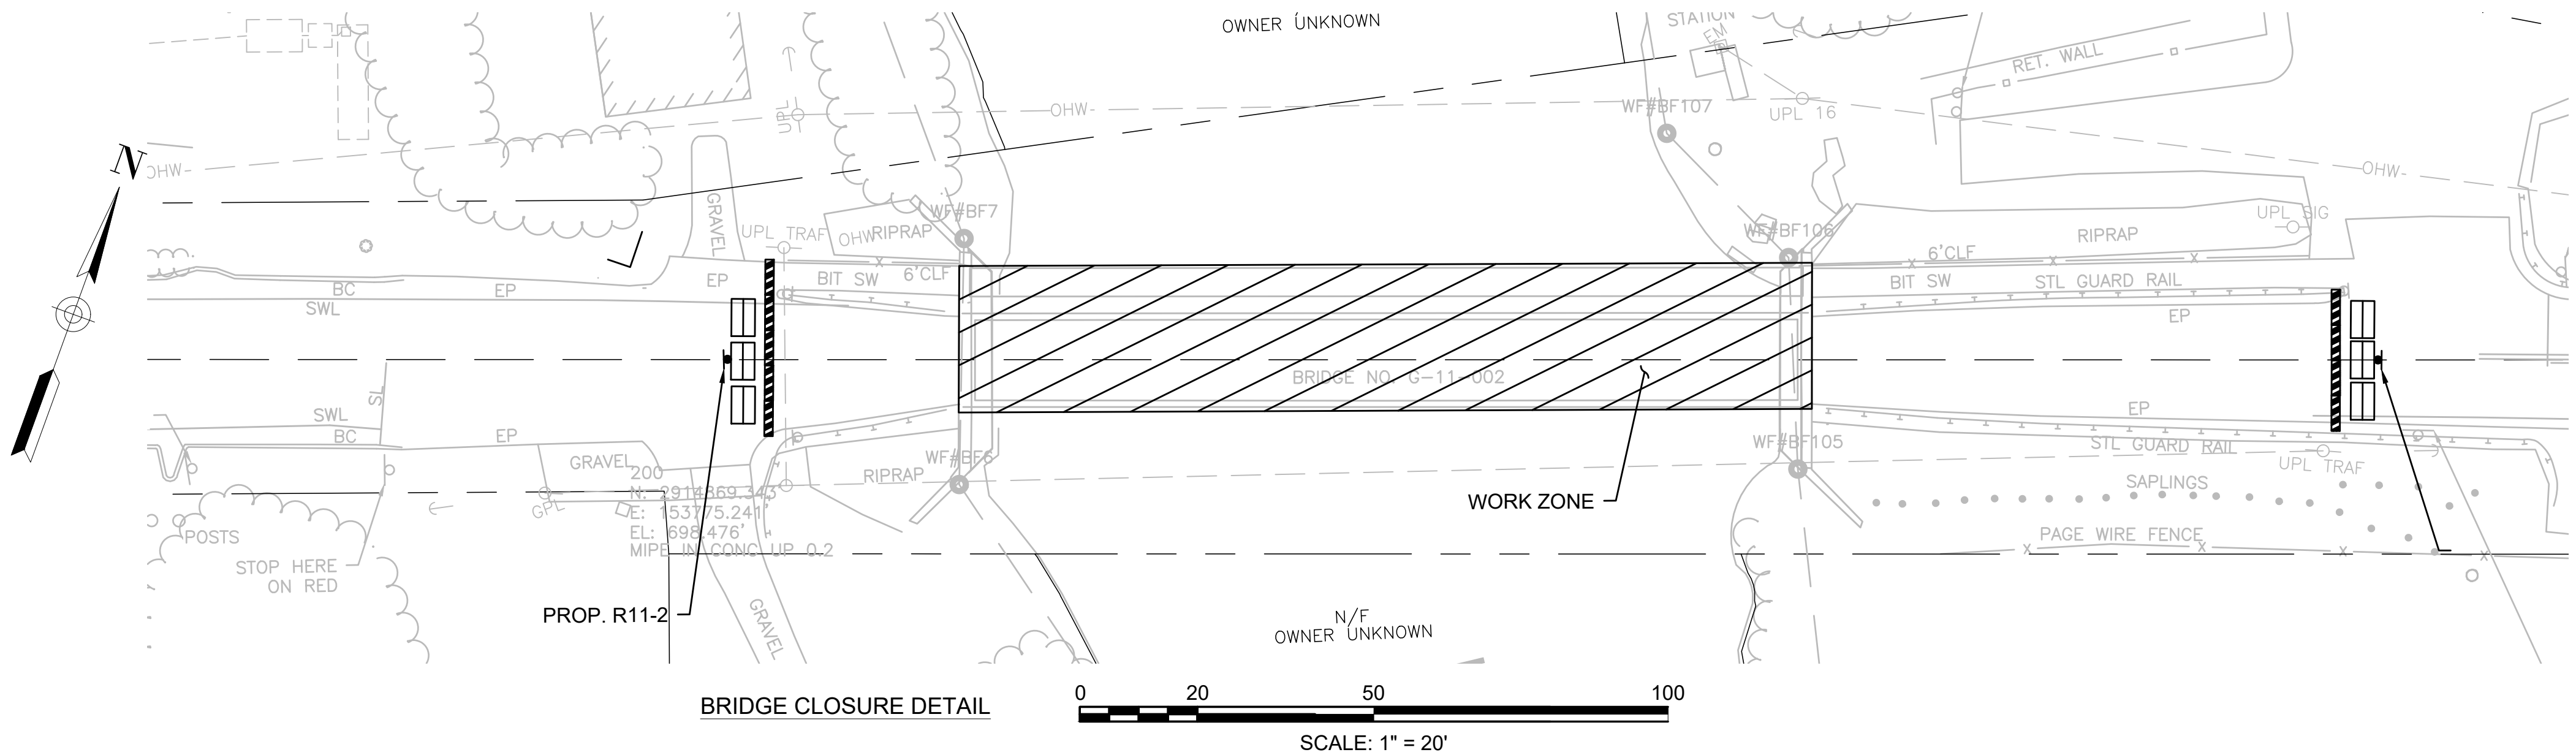 OWNER UNKNOWN
STATION
EM
RET. WALL
WF#BF107
UPL 16
UPL
OHW
N
OHW
OHW
GRAVEL
UPL TRAF
OHW
RIPRAP
WF#BF7
WF#BF106
UPL SIG
RIPRAP
6'CLF
BC
EP
EP
BIT SW
6'CLF
BIT SW
STL GUARD RAIL
SWL
EP
BRIDGE NO. G-11-002
SL
SWL
BC
EP
EP
WF#BF105
STL GUARD RAIL
GRAVEL
RIPRAP
WF#BF6
UPL TRAF
200
N: 2914869.343'
E: 153775.241'
EL: 698.476'
MIPE IN CONC UP 0.2
GPL
WORK ZONE
SAPLINGS
POSTS
PAGE WIRE FENCE
STOP HERE
ON RED
PROP. R11-2
GRAVEL
N/F
OWNER UNKNOWN
BRIDGE CLOSURE DETAIL
0 20 50 100
SCALE: 1" = 20'